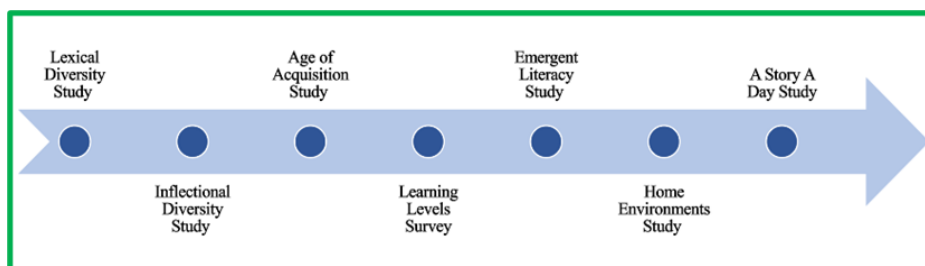 Lexical
Diversity
Study
Inflectional
Diversity
Study
Age of
Acquisition
Study
Learning
Levels
Survey
Emergent
Literacy
Study
Home
Environments
Study
A Story A
Day Study